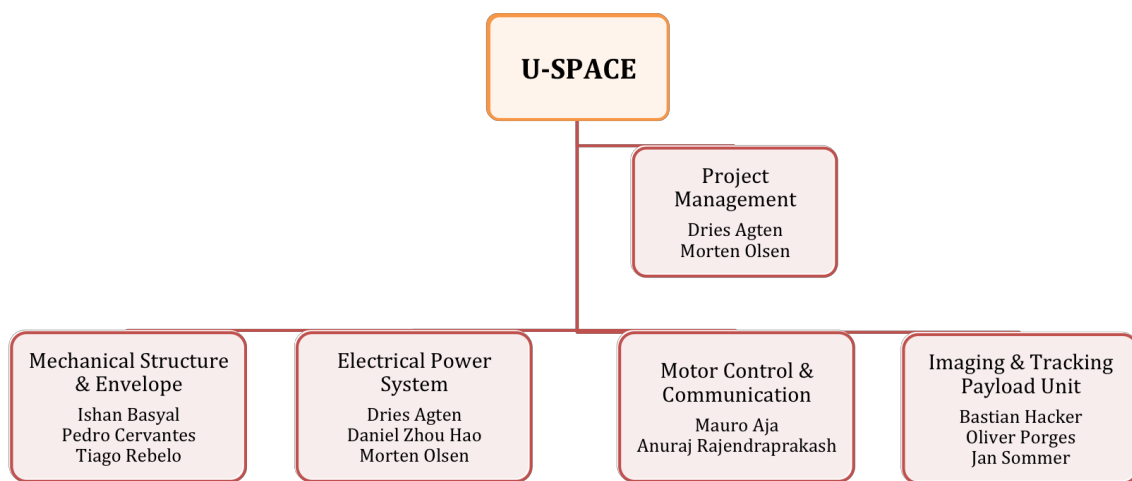 U-SPACE
Project
Management
Dries Agten
Morten Olsen
Mechanical Structure
& Envelope
Ishan Basyal
Pedro Cervantes
Tiago Rebelo
Electrical Power
System
Dries Agten
Daniel Zhou Hao
Morten Olsen
Motor Control &
Communication
Mauro Aja
Anuraj Rajendraprakash
Imaging & Tracking
Payload Unit
Bastian Hacker
Oliver Porges
Jan Sommer